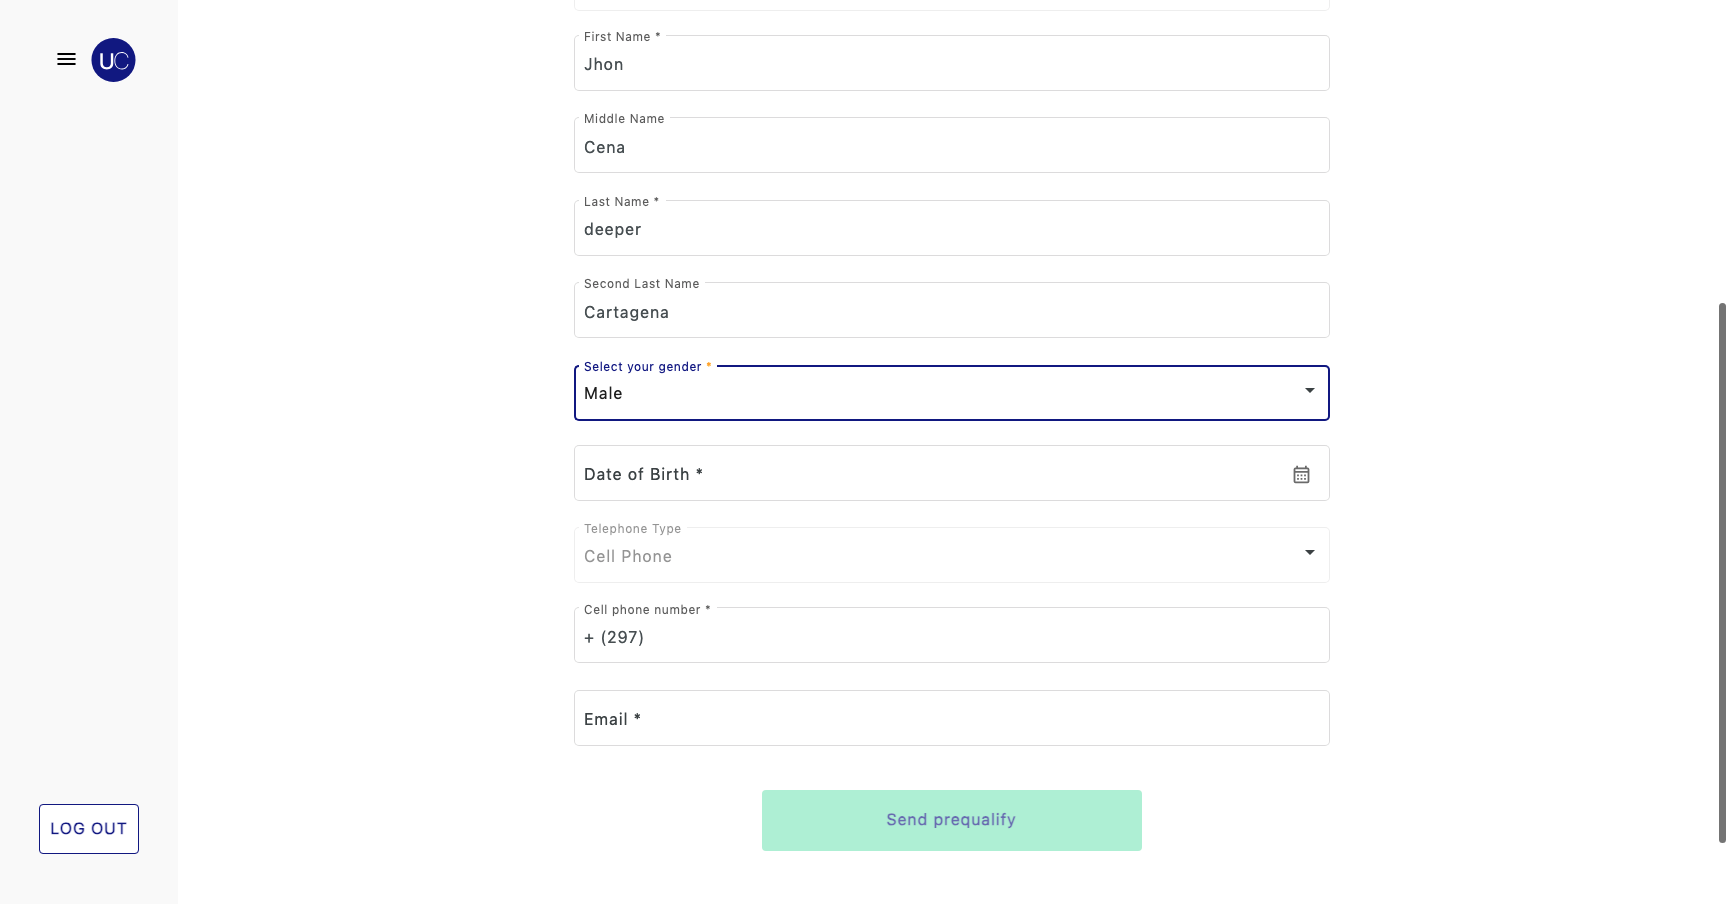 UC
First Name *
Jhon
Middle Name
Cena
Last Name *
deeper
Second Last Name
Cartagena
Select your gender *
Male
Date of Birth *
Telephone Type
Cell Phone
Cell phone number *
+ (297)
Email *
Send prequalify
LOG OUT